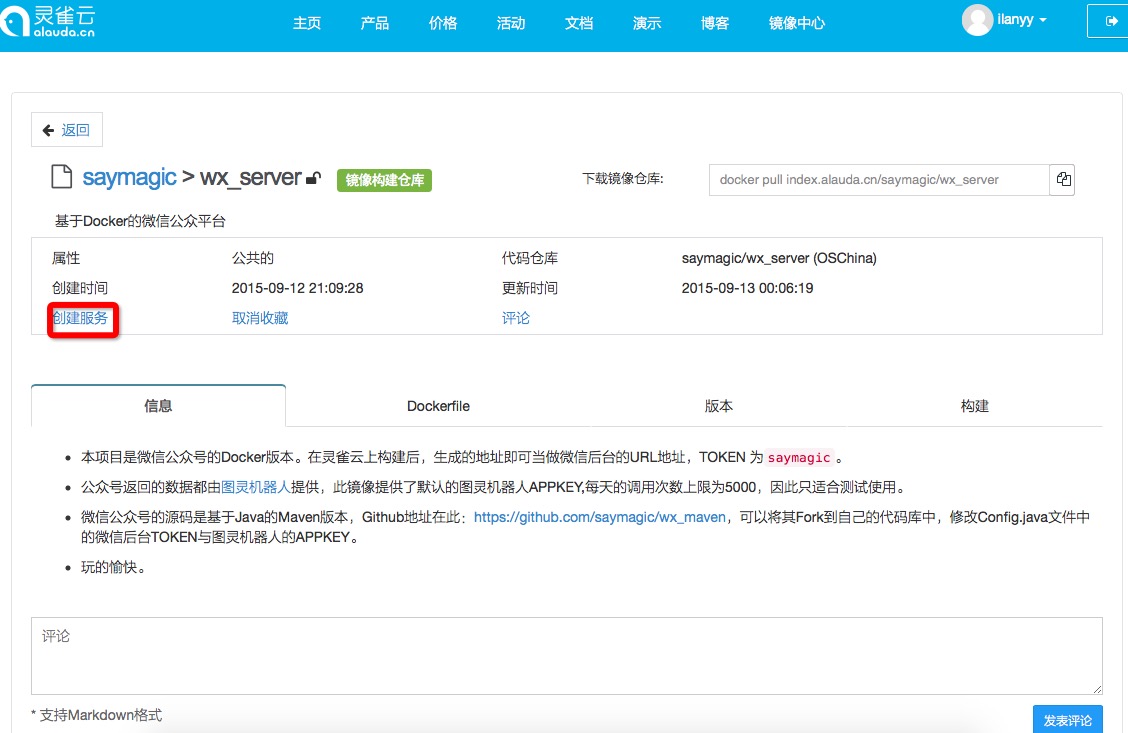 灵雀云
alauda.cn
主页 产品 价格 活动 文档 演示 博客 镜像中心
ilanyy
返回
saymagic > wx_server 镜像构建仓库 下载镜像仓库: docker pull index.alauda.cn/saymagic/wx_server
基于Docker的微信公众平台
属性 公共的 代码仓库 saymagic/wx_server (OSChina)
创建时间 2015-09-12 21:09:28 更新时间 2015-09-13 00:06:19
创建服务 取消收藏 评论
信息 Dockerfile 版本 构建
本项目是微信公众号的Docker版本。在灵雀云上构建后，生成的地址即可当做微信后台的URL地址，TOKEN 为 saymagic 。
公众号返回的数据都由图灵机器人提供，此镜像提供了默认的图灵机器人APPKEY,每天的调用次数上限为5000，因此只适合测试使用。
微信公众号的源码是基于Java的Maven版本，Github地址在此：https://github.com/saymagic/wx_maven，可以将其Fork到自己的代码库中，修改Config.java文件中
的微信后台TOKEN与图灵机器人的APPKEY。
玩的愉快。
评论
* 支持Markdown格式
发表评论